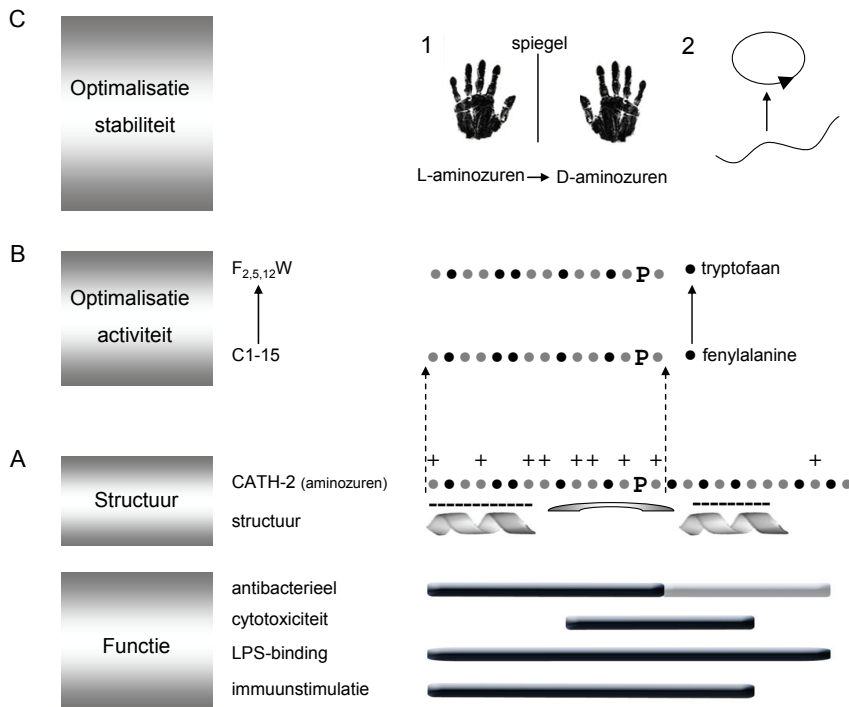 C
Optimalisatie
stabiliteit
1
spiegel
2
L-aminozuren
D-aminozuren
B
Optimalisatie
activiteit
F2,5,12W
P
tryptofaan
C1-15
P
fenylalanine
A
Structuur
+ + ++ ++ + + +
CATH-2 (aminozuren)
P
structuur
Functie
antibacterieel
cytotoxiciteit
LPS-binding
immuunstimulatie